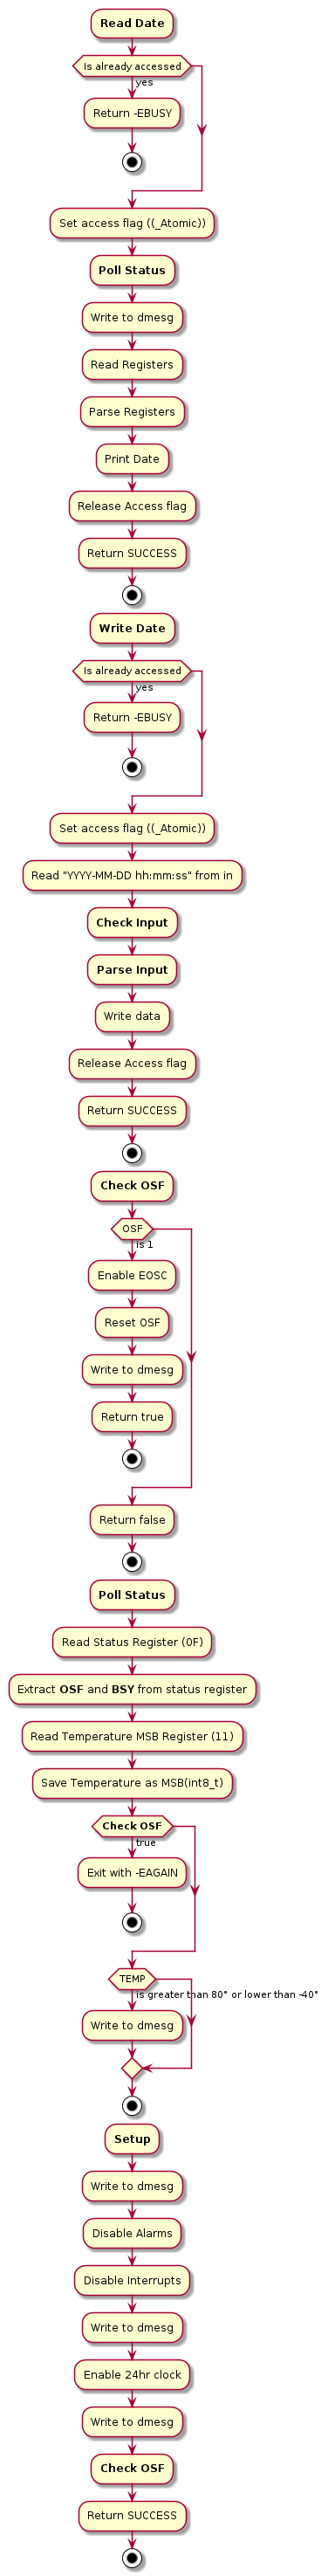 Read Date
Is already accessed
yes
Return -EBUSY
Set access flag ((_Atomic))
Poll Status
Write to dmesg
Read Registers
Parse Registers
Print Date
Release Access flag
Return SUCCESS
Write Date
Is already accessed
yes
Return -EBUSY
Set access flag ((_Atomic))
Read "YYYY-MM-DD hh:mm:ss" from in
Check Input
Parse Input
Write data
Release Access flag
Return SUCCESS
Check OSF
OSF
is 1
Enable EOSC
Reset OSF
Write to dmesg
Return true
Return false
Poll Status
Read Status Register (0F)
Extract OSF and BSY from status register
Read Temperature MSB Register (11)
Save Temperature as MSB(int8_t)
Check OSF
true
Exit with -EAGAIN
TEMP
is greater than 80° or lower than -40°
Write to dmesg
Setup
Write to dmesg
Disable Alarms
Disable Interrupts
Write to dmesg
Enable 24hr clock
Write to dmesg
Check OSF
Return SUCCESS